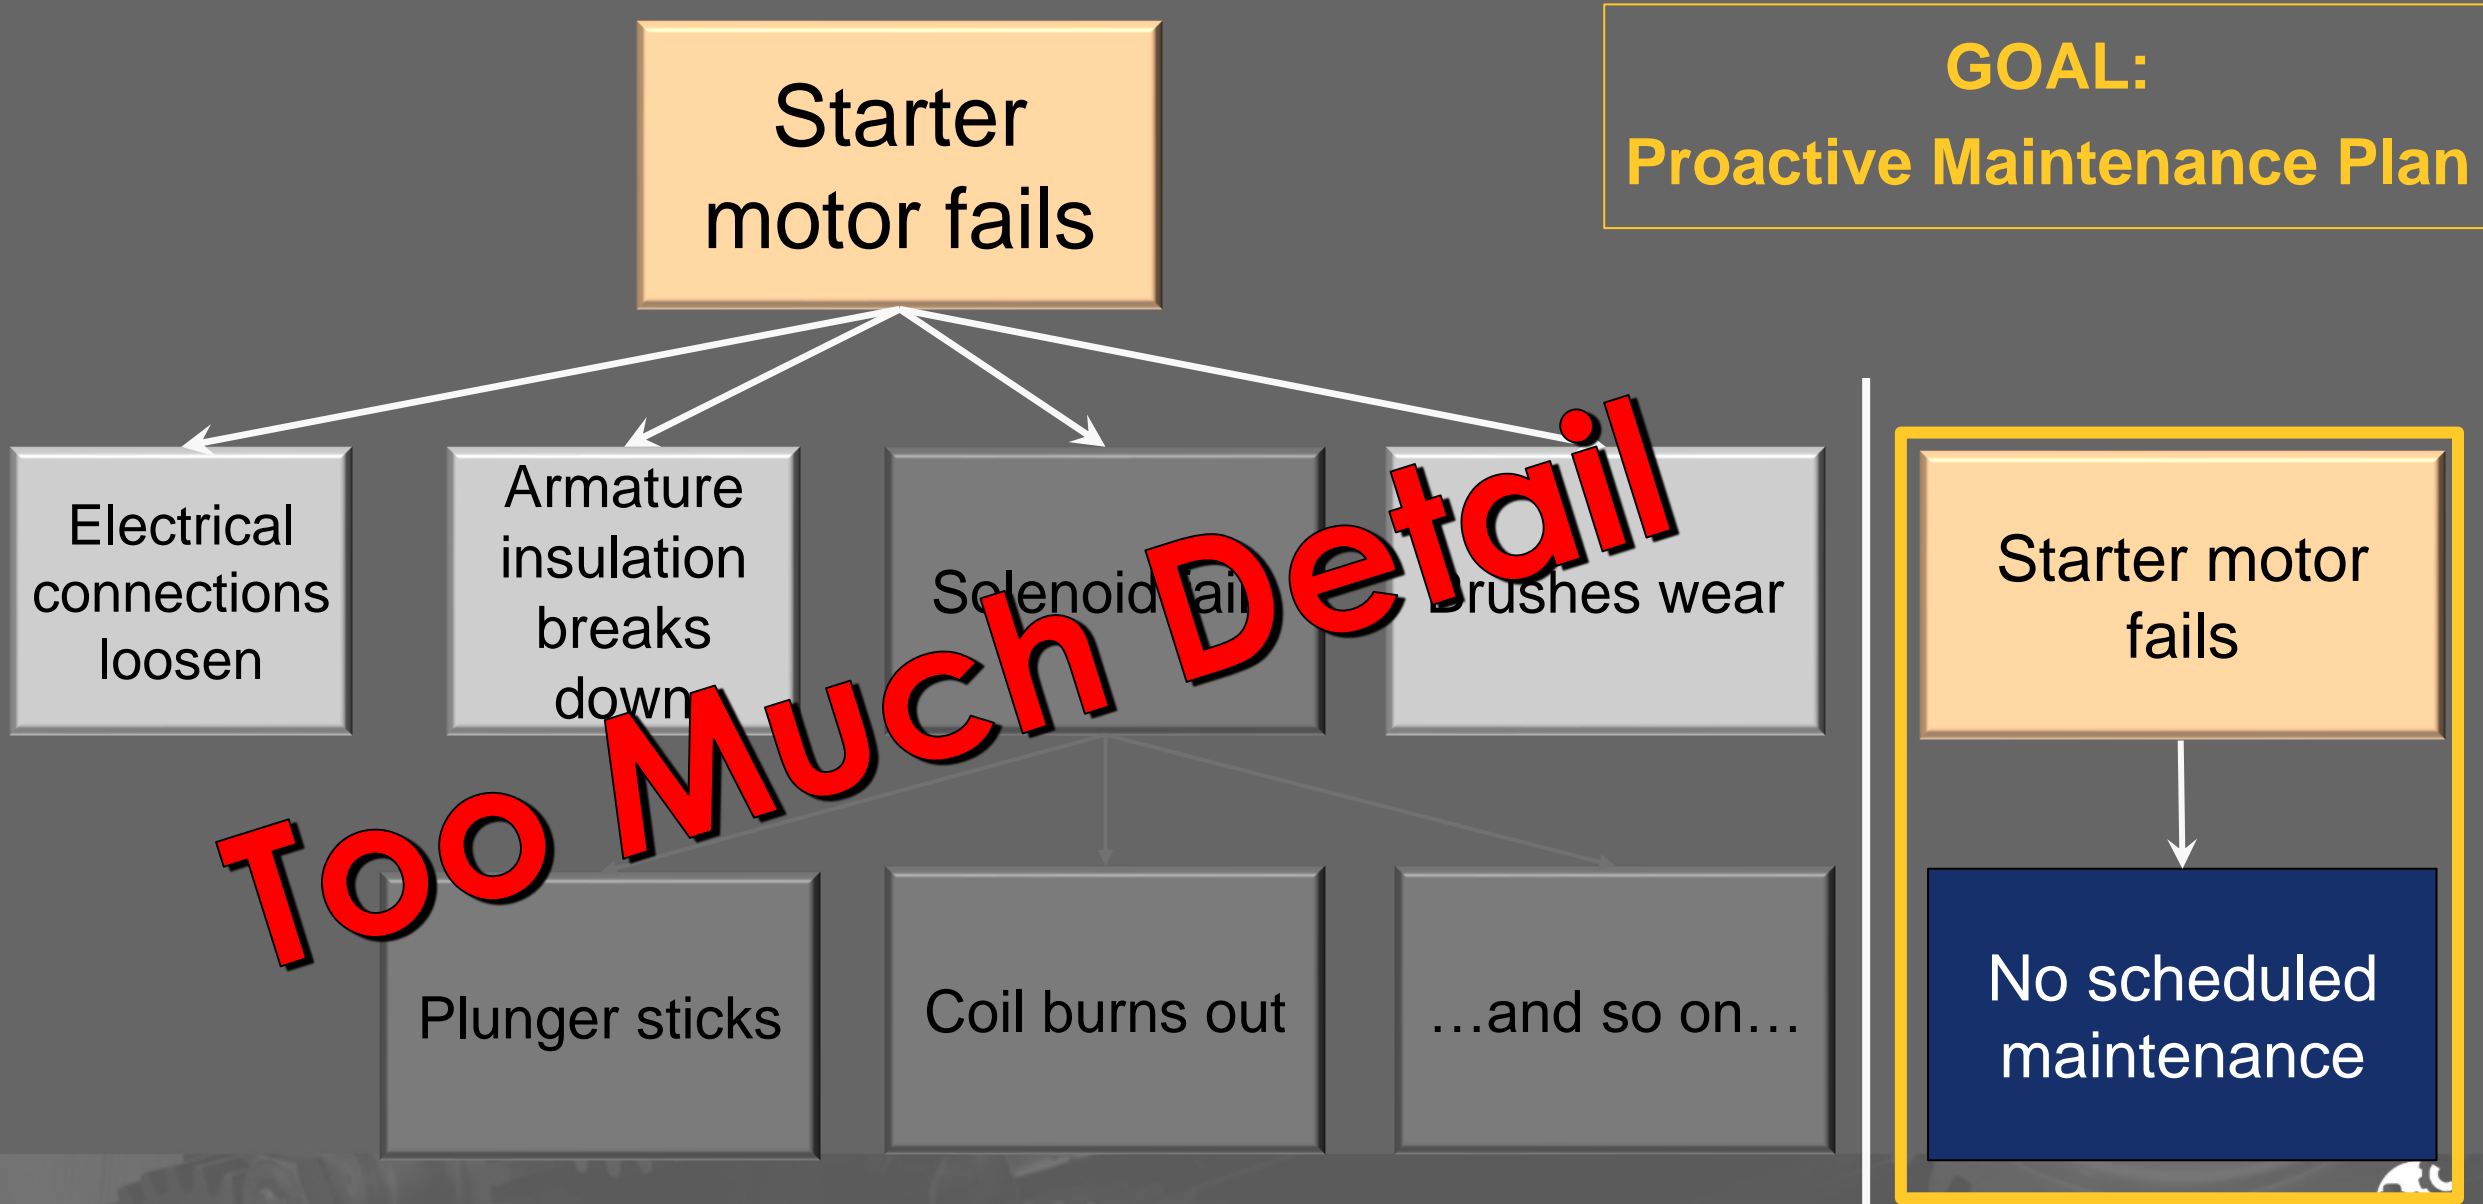 Starter
motor fails
GOAL:
Proactive Maintenance Plan
Electrical
connections
loosen
Armature
insulation
breaks
down
Solenoid
Brushes wear
Too Much Detail
Starter motor
fails
Plunger sticks
Coil burns out
…and so on…
No scheduled
maintenance